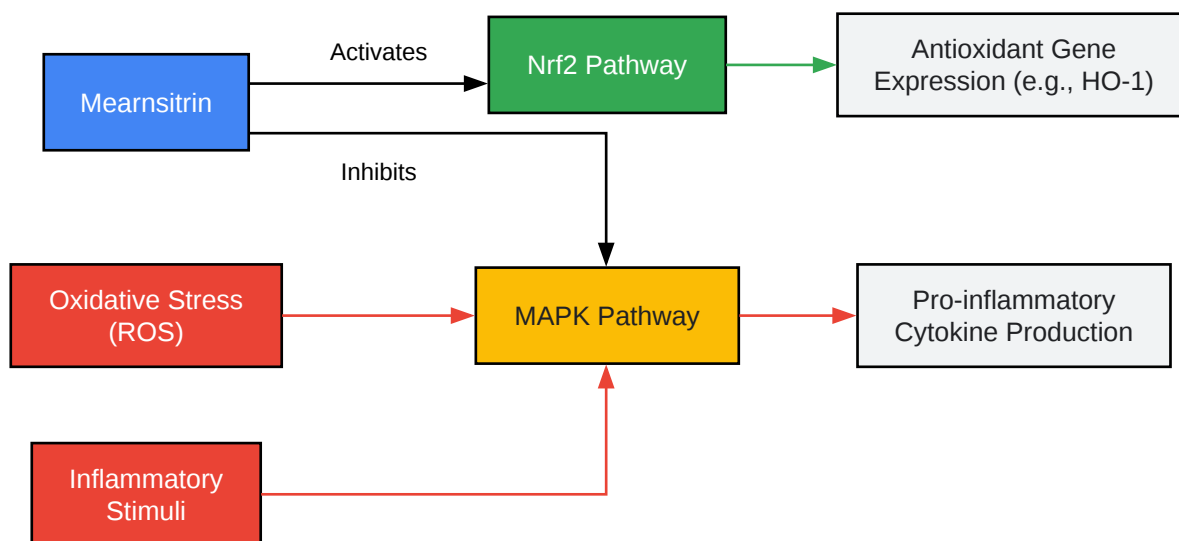 Mearnsitrin
Activates
Nrf2 Pathway
Antioxidant Gene
Expression (e.g., HO-1)
Inhibits
Oxidative Stress
(ROS)
MAPK Pathway
Pro-inflammatory
Cytokine Production
Inflammatory
Stimuli